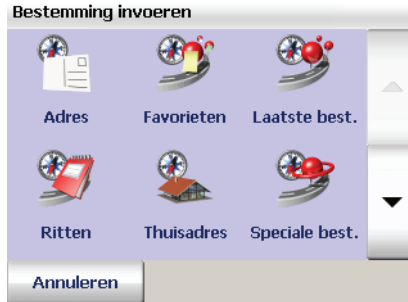 Bestemming invoeren
Adres Favorieten Laatste best.
Ritten Thuisadres Speciale best.
Annuleren